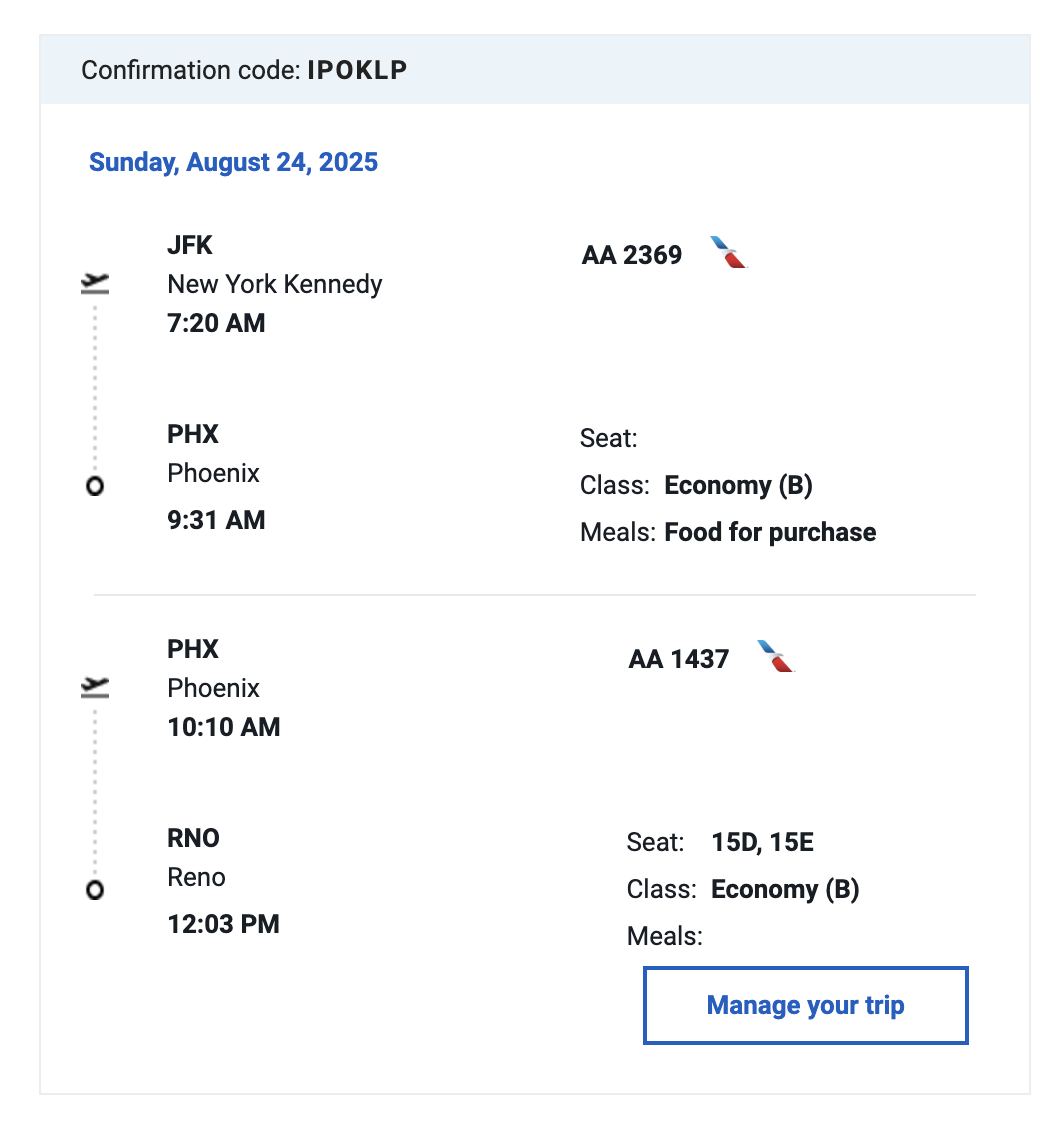 Confirmation code: IPOKLP
Sunday, August 24, 2025
JFK
New York Kennedy
7:20 AM
AA 2369
PHX
Phoenix
9:31 AM
Seat:
Class: Economy (B)
Meals: Food for purchase
PHX
Phoenix
10:10 AM
AA 1437
RNO
Reno
12:03 PM
Seat: 15D, 15E
Class: Economy (B)
Meals:
Manage your trip